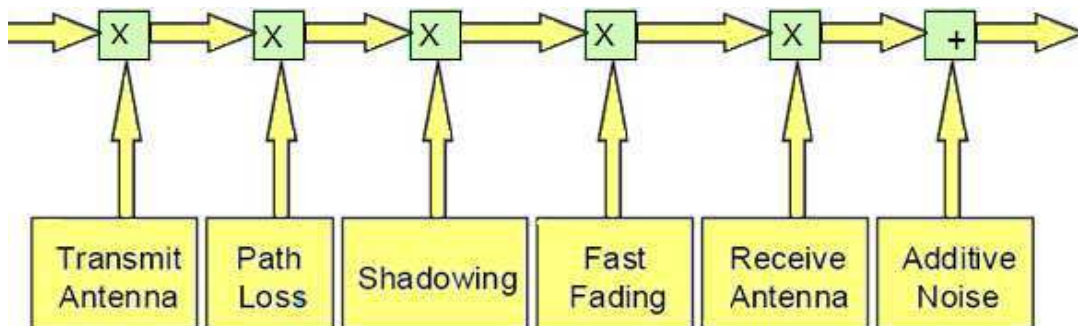 X X X X X +
Transmit Antenna
Path Loss
Shadowing
Fast Fading
Receive Antenna
Additive Noise